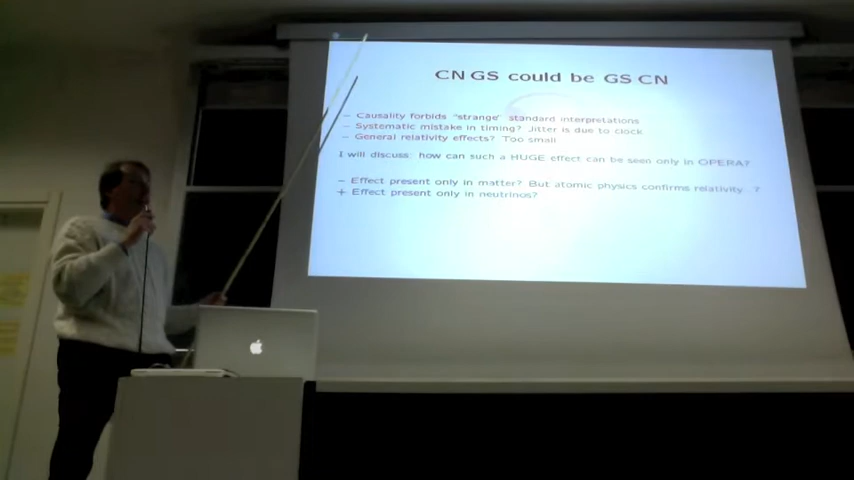 CN GS could be GS CN
– Causality forbids "strange" standard interpretations
– Systematic mistake in timing? Jitter is due to clock
– General relativity effects? Too small
I will discuss: how can such a HUGE effect can be seen only in OPERA?
– Effect present only in matter? But atomic physics confirms relativity ?
+ Effect present only in neutrinos?